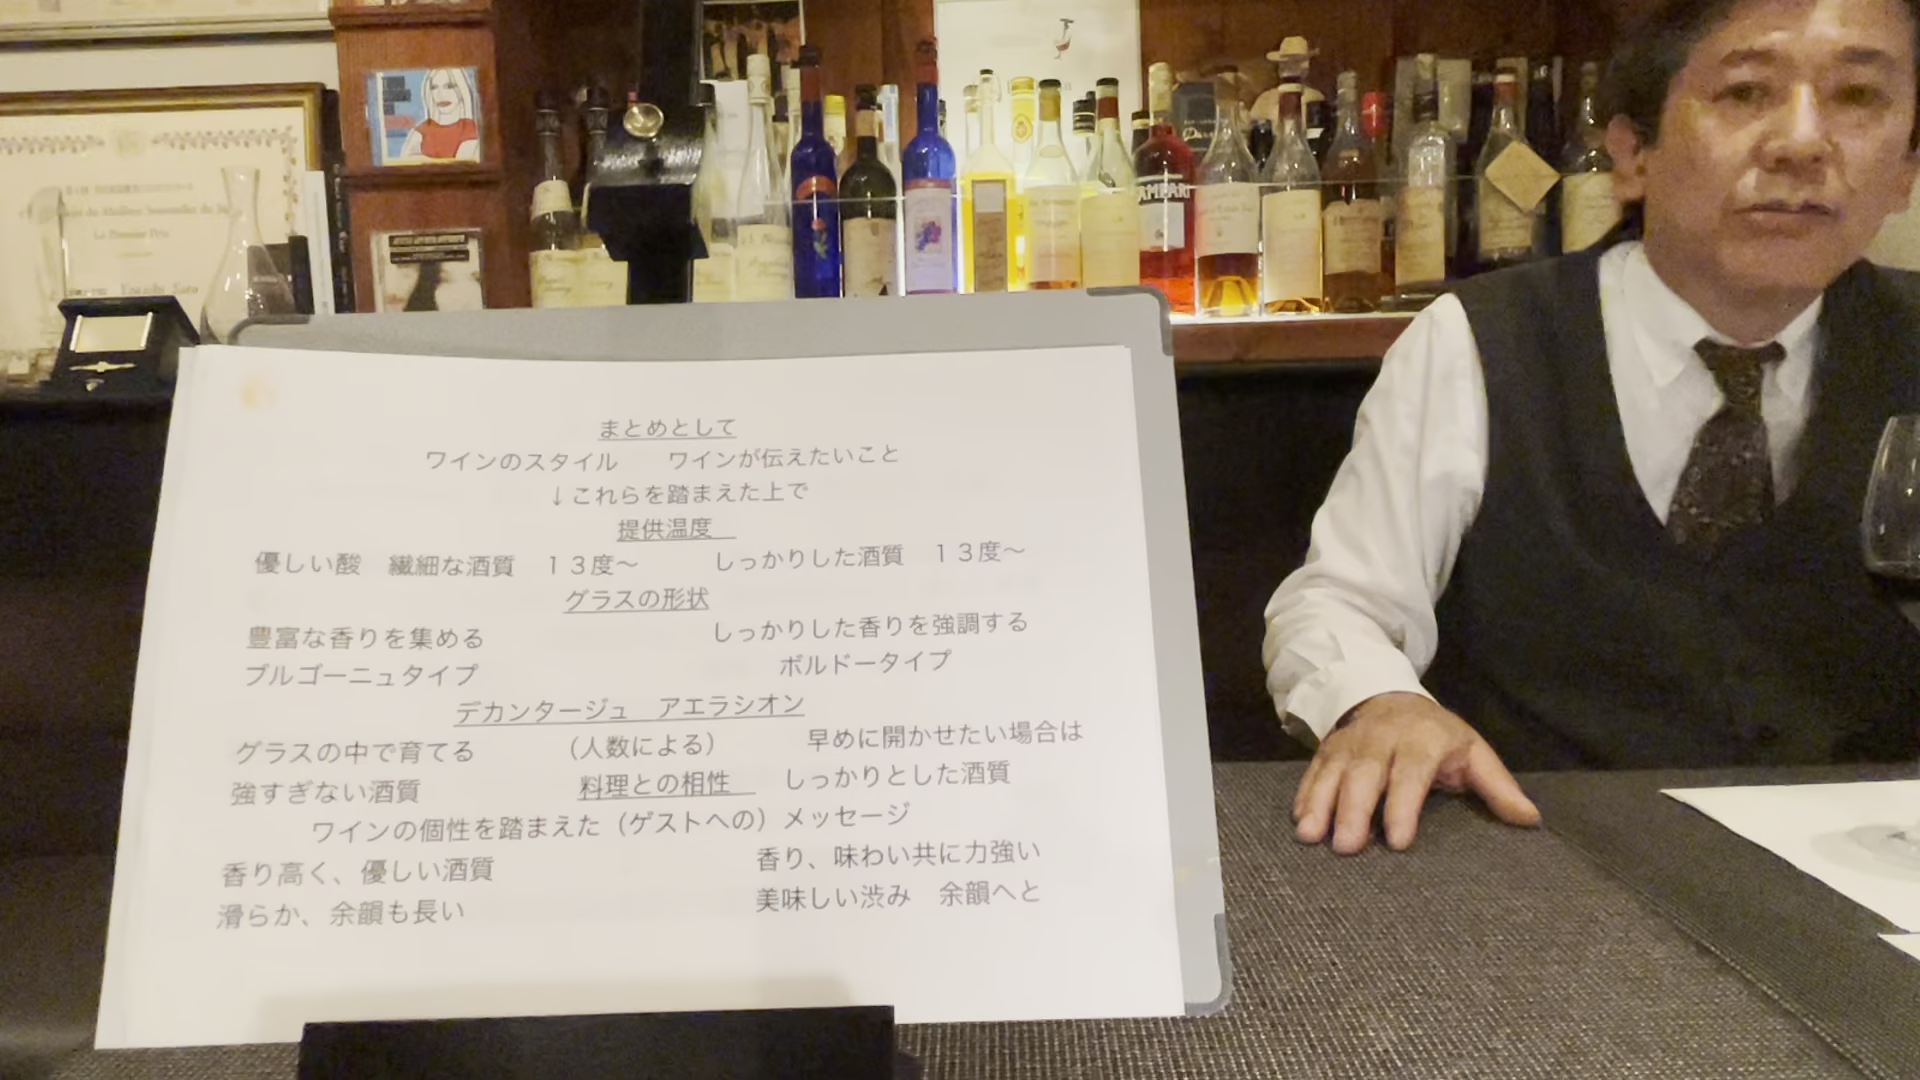 まとめとして
ワインのスタイル　　ワインが伝えたいこと
↓これらを踏まえた上で
提供温度
優しい酸　繊細な酒質　１３度〜　　　しっかりした酒質　１３度〜
グラスの形状
豊富な香りを集める　　　しっかりした香りを強調する
ブルゴーニュタイプ　　　ボルドータイプ
デカンタージュ　アエラシオン
グラスの中で育てる　　　（人数による）　　　早めに開かせたい場合は
強すぎない酒質　　　料理との相性　　しっかりとした酒質
ワインの個性を踏まえた（ゲストへの）メッセージ
香り高く、優しい酒質　　　香り、味わい共に力強い
滑らか、余韻も長い　　　美味しい渋み　余韻へと
CAMPARI